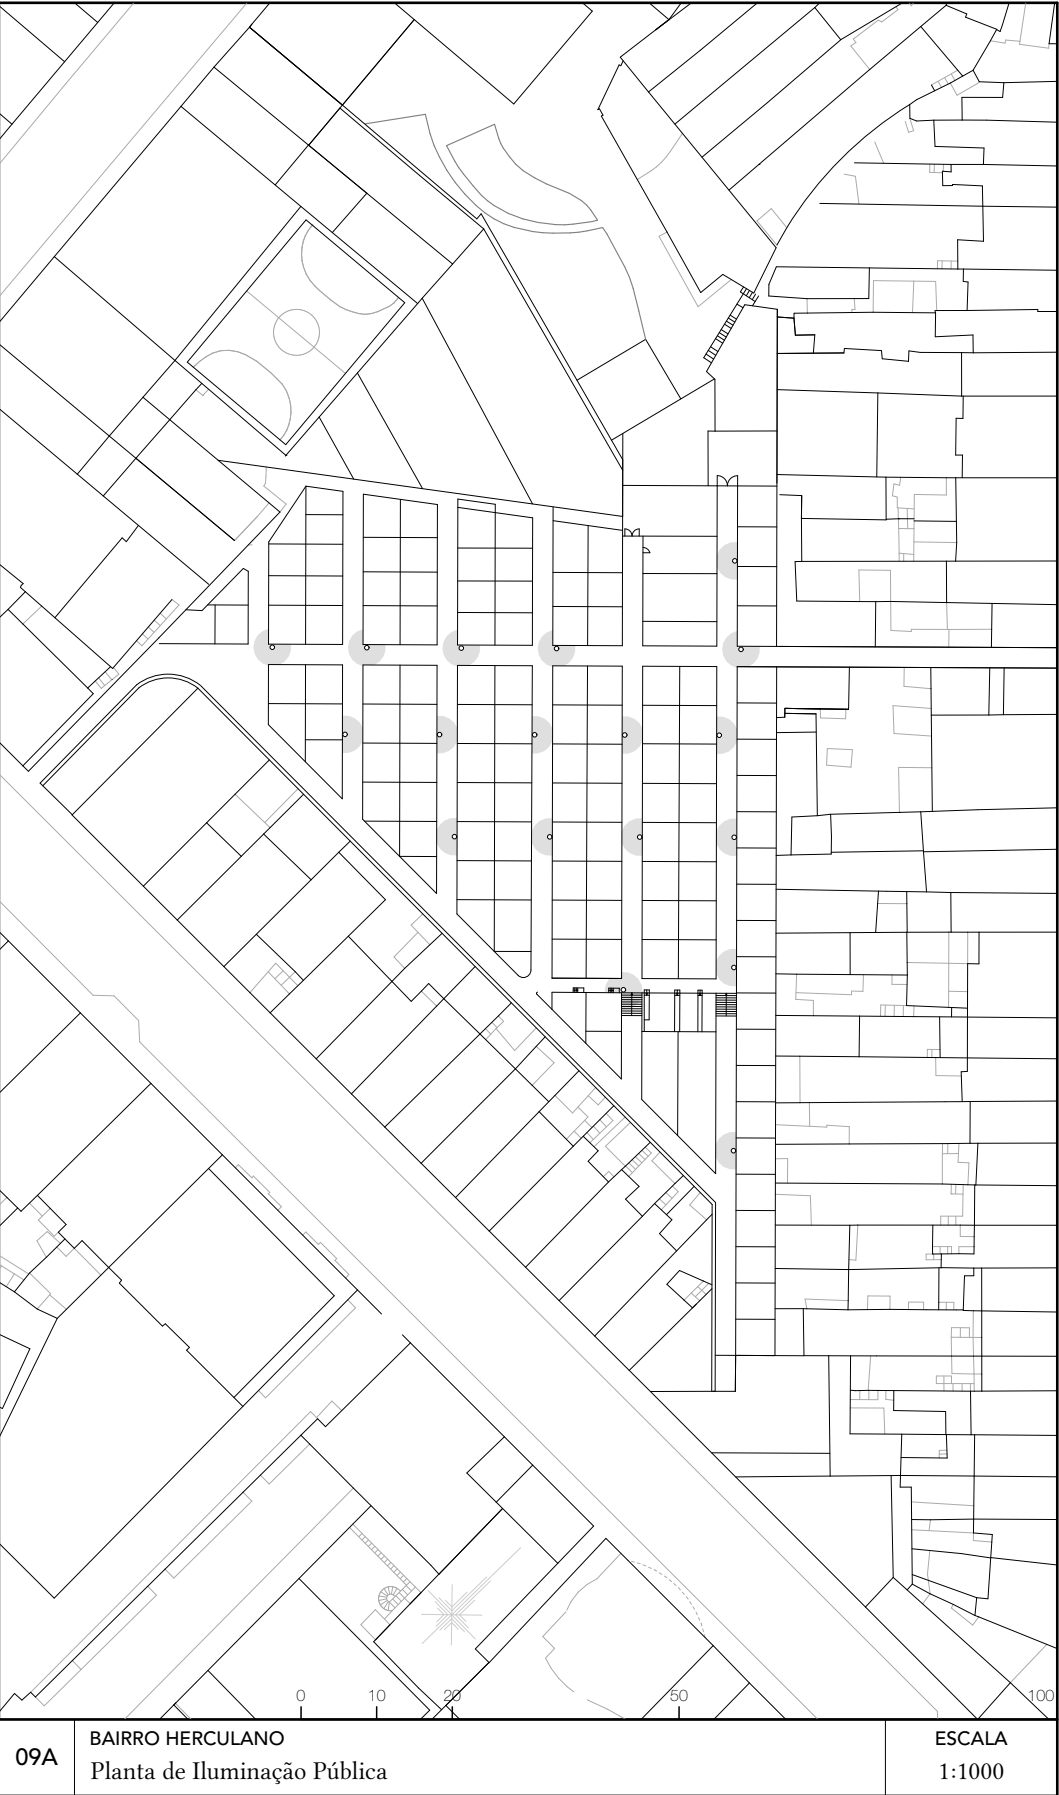 0 10 20 50 100
09A
BAIRRO HERCULANO
Planta de Iluminação Pública
ESCALA
1:1000